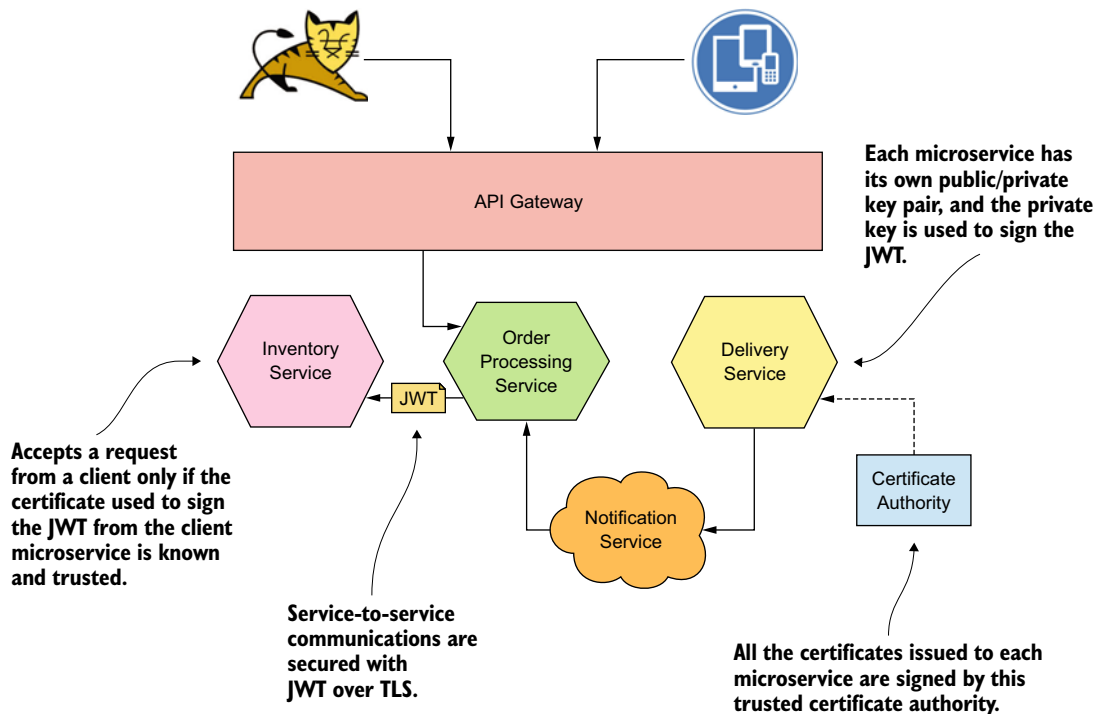 Each microservice has
its own public/private
key pair, and the private
key is used to sign the
JWT.
API Gateway
Inventory
Service
Order
Processing
Service
Delivery
Service
JWT
Accepts a request
from a client only if the
certificate used to sign
the JWT from the client
microservice is known
and trusted.
Certificate
Authority
Notification
Service
Service-to-service
communications are
secured with
JWT over TLS.
All the certificates issued to each
microservice are signed by this
trusted certificate authority.